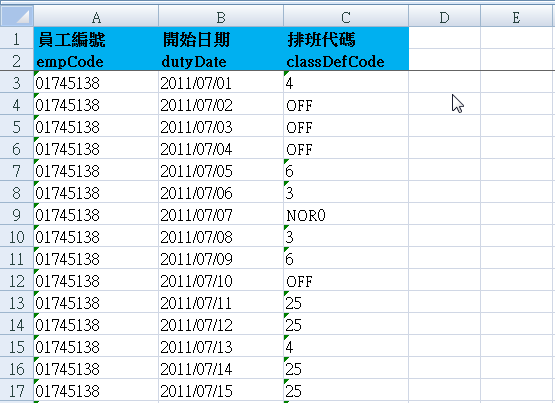 A B C D E
1 員工編號 開始日期 排班代碼
2 empCode dutyDate classDefCode
3 01745138 2011/07/01 4
4 01745138 2011/07/02 OFF
5 01745138 2011/07/03 OFF
6 01745138 2011/07/04 OFF
7 01745138 2011/07/05 6
8 01745138 2011/07/06 3
9 01745138 2011/07/07 NOR0
10 01745138 2011/07/08 3
11 01745138 2011/07/09 6
12 01745138 2011/07/10 OFF
13 01745138 2011/07/11 25
14 01745138 2011/07/12 25
15 01745138 2011/07/13 4
16 01745138 2011/07/14 25
17 01745138 2011/07/15 25